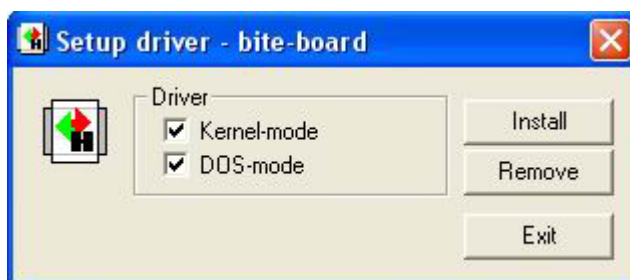 Setup driver - bite-board
Driver
Kernel-mode
DOS-mode
Install
Remove
Exit